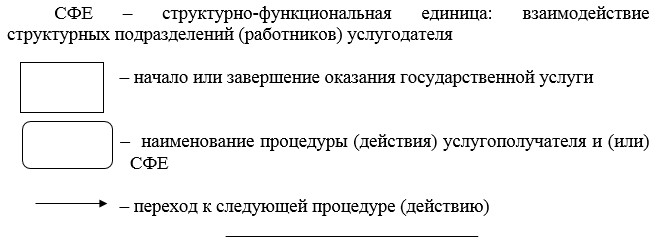 СФЕ – структурно-функциональная единица: взаимодействие
структурных подразделений (работников) услугодателя
– начало или завершение оказания государственной услуги
– наименование процедуры (действия) услугополучателя и (или)
СФЕ
– переход к следующей процедуре (действию)